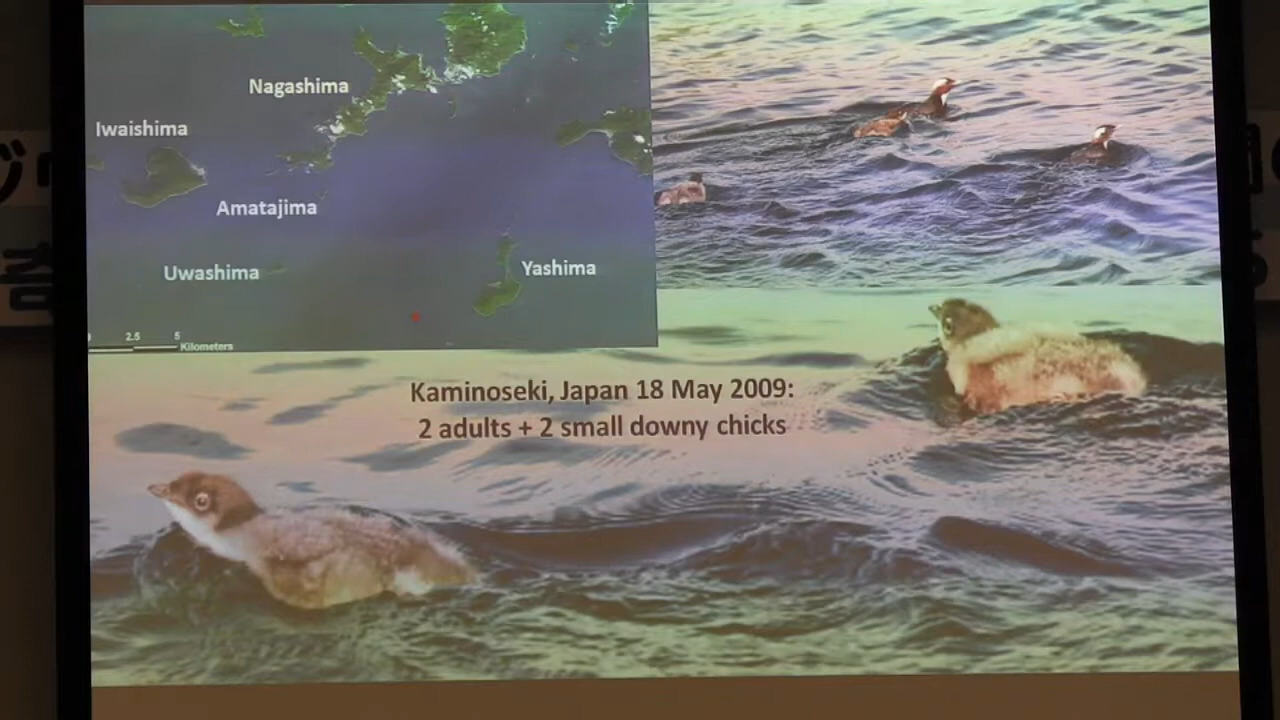 Nagashima
Iwaishima
Amatajima
Uwashima
Yashima
2.5 5
Kilometers
Kaminoseki, Japan 18 May 2009:
2 adults + 2 small downy chicks